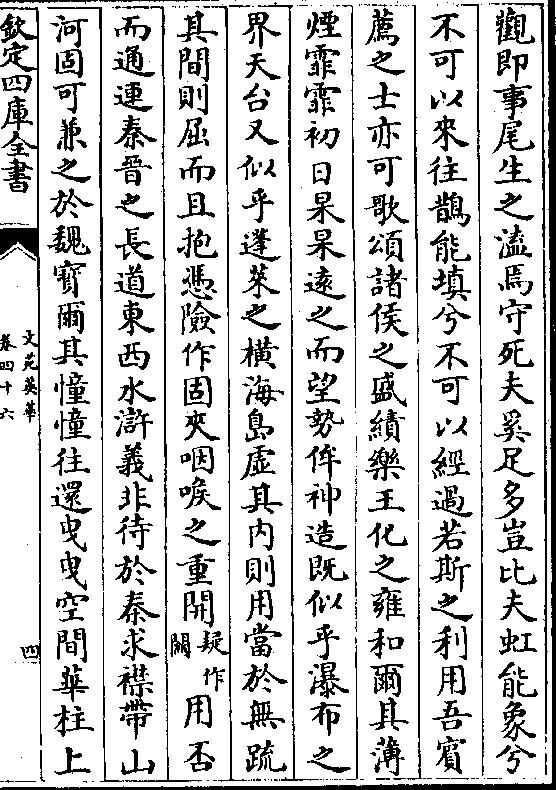 觀即事尾生之溘焉守死夫奚足多豈比夫虹能象兮
不可以來往鵲能填兮不可以經過若斯之利用吾賓
薦之士亦可歌頌諸侯之盛績樂王化之雍和爾其薄
煙霏霏初日杲杲遠之而望勢侔神造既似乎瀑布之
界天台又似乎蓬萊之橫海島虛其内則用當於無疏
其間則屈而且抱憑險作固夾咽喉之重開疑作關用否
而通連秦晉之長道東西水滸義非待於秦求襟帶山
河固可兼之於魏寳爾其憧憧往還曳曳空間華柱上
欽定四庫全書
文苑英華
卷四十六
四